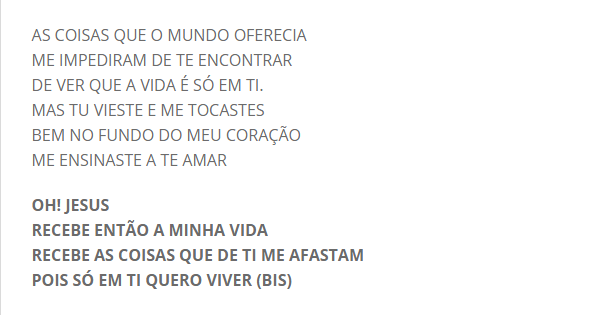 AS COISAS QUE O MUNDO OFERECIA
ME IMPEDIRAM DE TE ENCONTRAR
DE VER QUE A VIDA É SÓ EM TI.
MAS TU VIESTE E ME TOCASTES
BEM NO FUNDO DO MEU CORAÇÃO
ME ENSINASTE A TE AMAR
OH! JESUS
RECEBE ENTÃO A MINHA VIDA
RECEBE AS COISAS QUE DE TI ME AFASTAM
POIS SÓ EM TI QUERO VIVER (BIS)